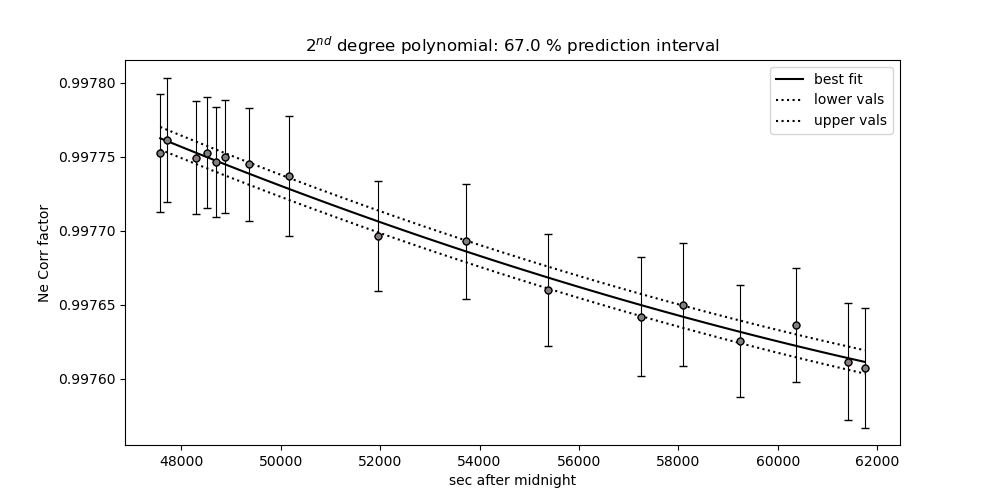 2nd degree polynomial: 67.0 % prediction interval
best fit
lower vals
upper vals
0.99780
0.99775
0.99770
0.99765
0.99760
Ne Corr factor
48000 50000 52000 54000 56000 58000 60000 62000
sec after midnight